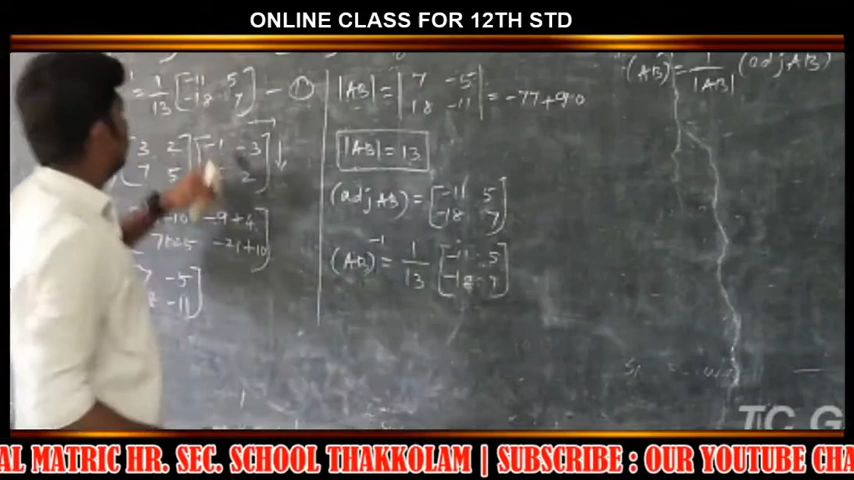 ONLINE CLASS FOR 12TH STD
= 1/13 [-11 5
-18 7] — ①
[3 2
7 5] [-1 -3
2]
-10 -9+4
-21+10]
7 -5
-11]
|AB| = |7 -5
18 -11| = -77+90
|AB| = 13
(adj AB) = [-11 5
-18 7]
(AB)⁻¹ = 1/13 [-11 5
-18 7]
(AB)⁻¹ = 1/|AB| (adj AB)
TC G
AL MATRIC HR. SEC. SCHOOL THAKKOLAM | SUBSCRIBE : OUR YOUTUBE CHA